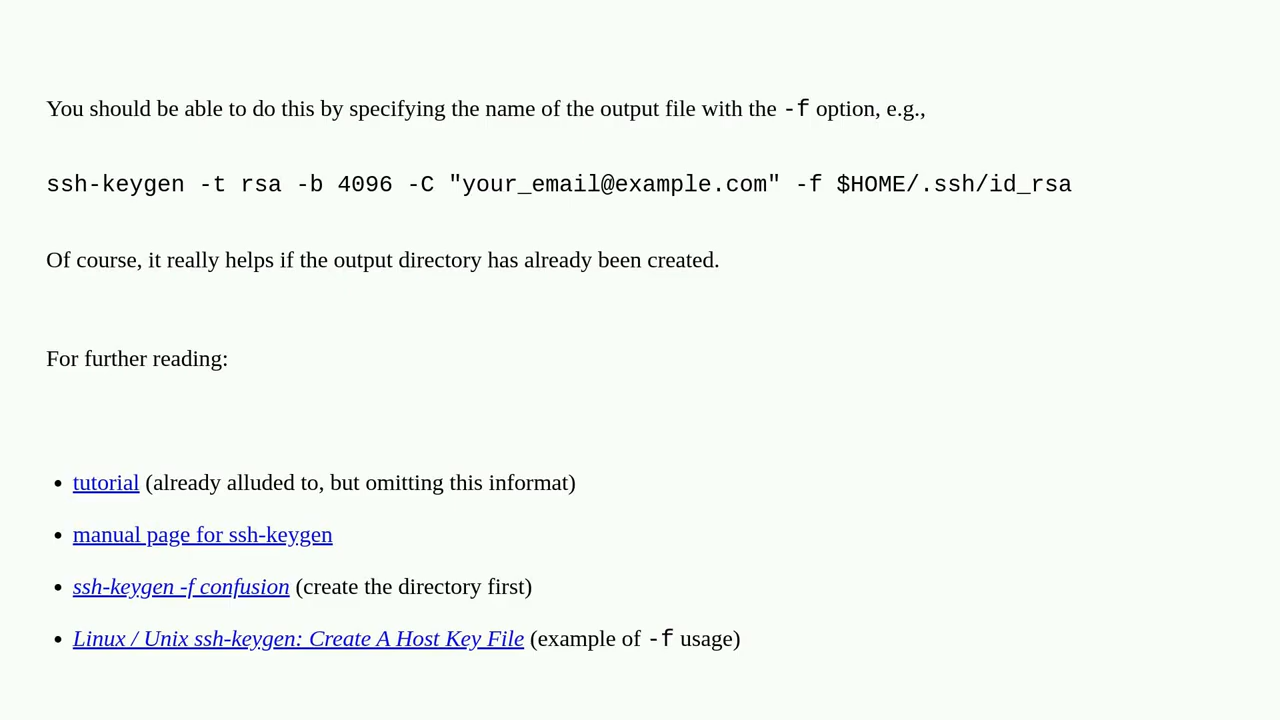 You should be able to do this by specifying the name of the output file with the -f option, e.g.,
ssh-keygen -t rsa -b 4096 -C "your_email@example.com" -f $HOME/.ssh/id_rsa
Of course, it really helps if the output directory has already been created.
For further reading:
• tutorial (already alluded to, but omitting this informat)
• manual page for ssh-keygen
• ssh-keygen -f confusion (create the directory first)
• Linux / Unix ssh-keygen: Create A Host Key File (example of -f usage)